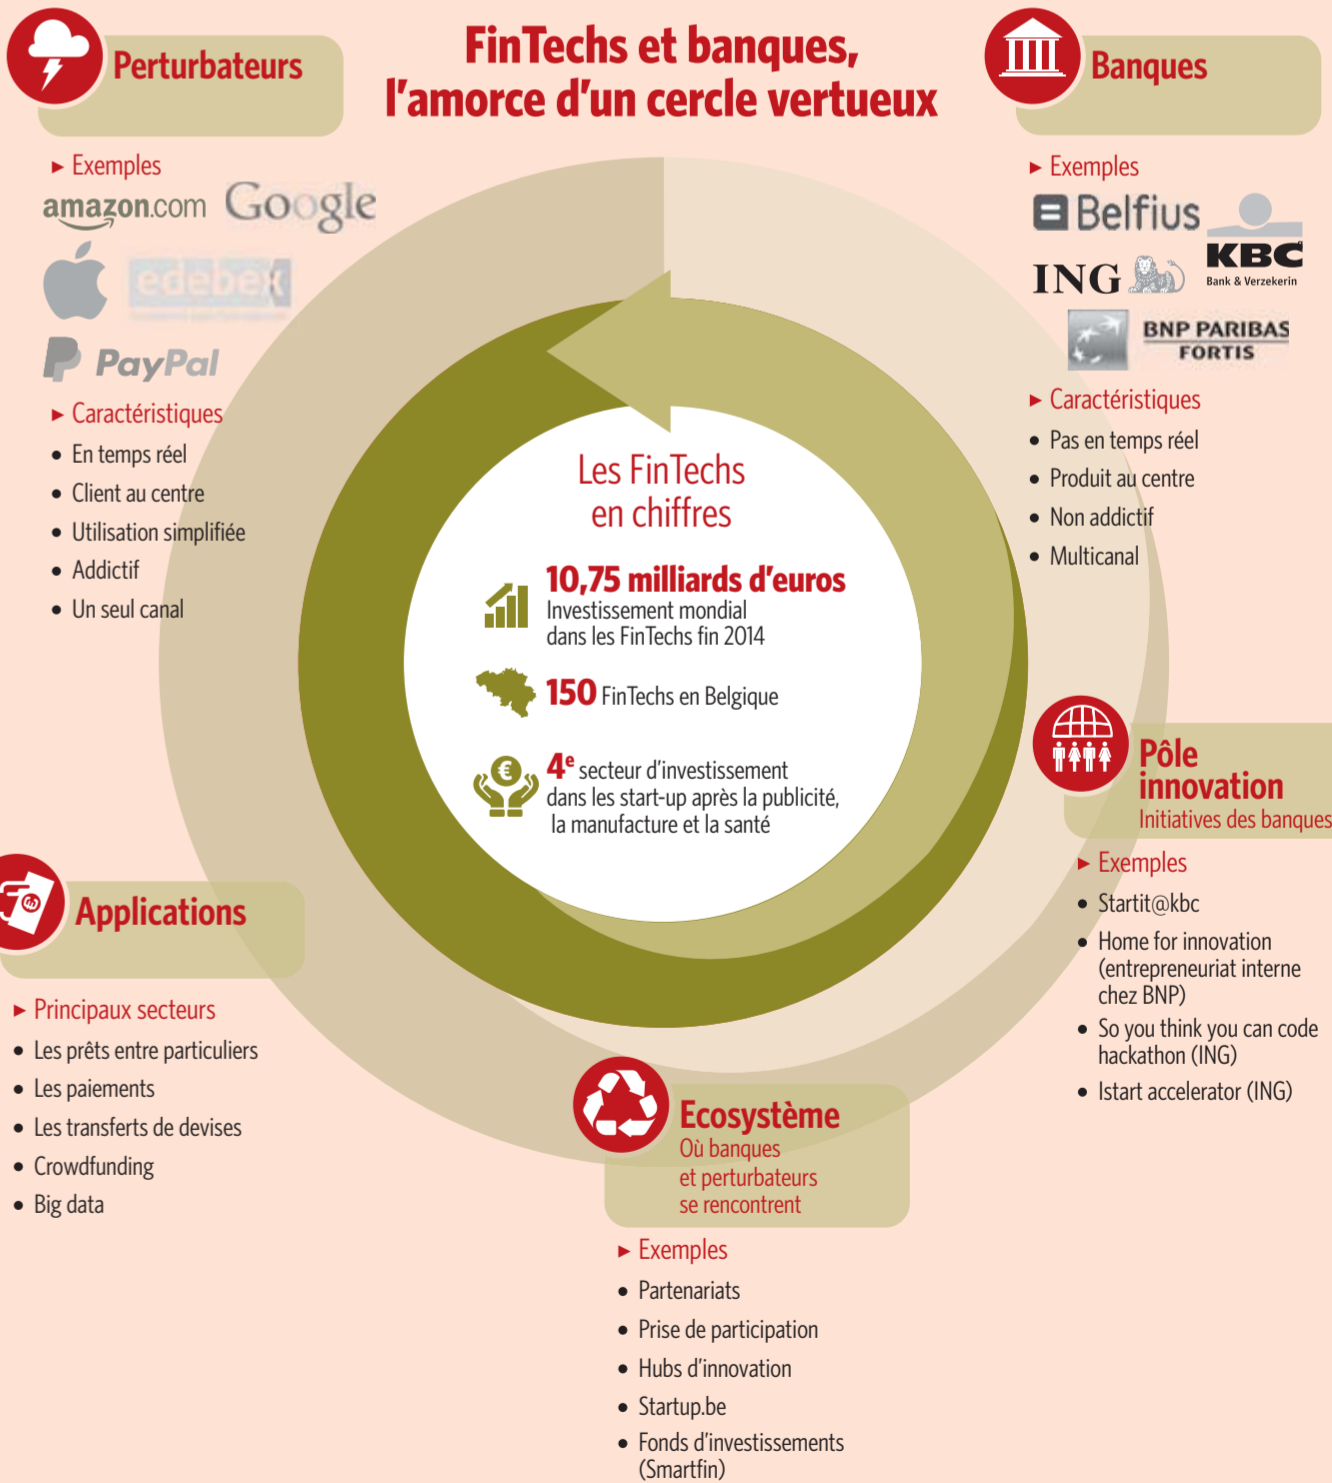 FinTechs et banques,
l'amorce d'un cercle vertueux
Perturbateurs
► Exemples
amazon.com Google
edebex
PayPal
► Caractéristiques
• En temps réel
• Client au centre
• Utilisation simplifiée
• Addictif
• Un seul canal
Banques
► Exemples
Belfius
KBC
Bank & Verzekerin
ING
BNP PARIBAS
FORTIS
► Caractéristiques
• Pas en temps réel
• Produit au centre
• Non addictif
• Multicanal
Les FinTechs
en chiffres
10,75 milliards d'euros
Investissement mondial
dans les FinTechs fin 2014
150 FinTechs en Belgique
€
4e secteur d'investissement
dans les start-up après la publicité,
la manufacture et la santé
Pôle
innovation
Initiatives des banques
► Exemples
• Startit@kbc
• Home for innovation
(entrepreneuriat interne
chez BNP)
• So you think you can code
hackathon (ING)
• Istart accelerator (ING)
Applications
► Principaux secteurs
• Les prêts entre particuliers
• Les paiements
• Les transferts de devises
• Crowdfunding
• Big data
Ecosystème
Où banques
et perturbateurs
se rencontrent
► Exemples
• Partenariats
• Prise de participation
• Hubs d'innovation
• Startup.be
• Fonds d'investissements
(Smartfin)